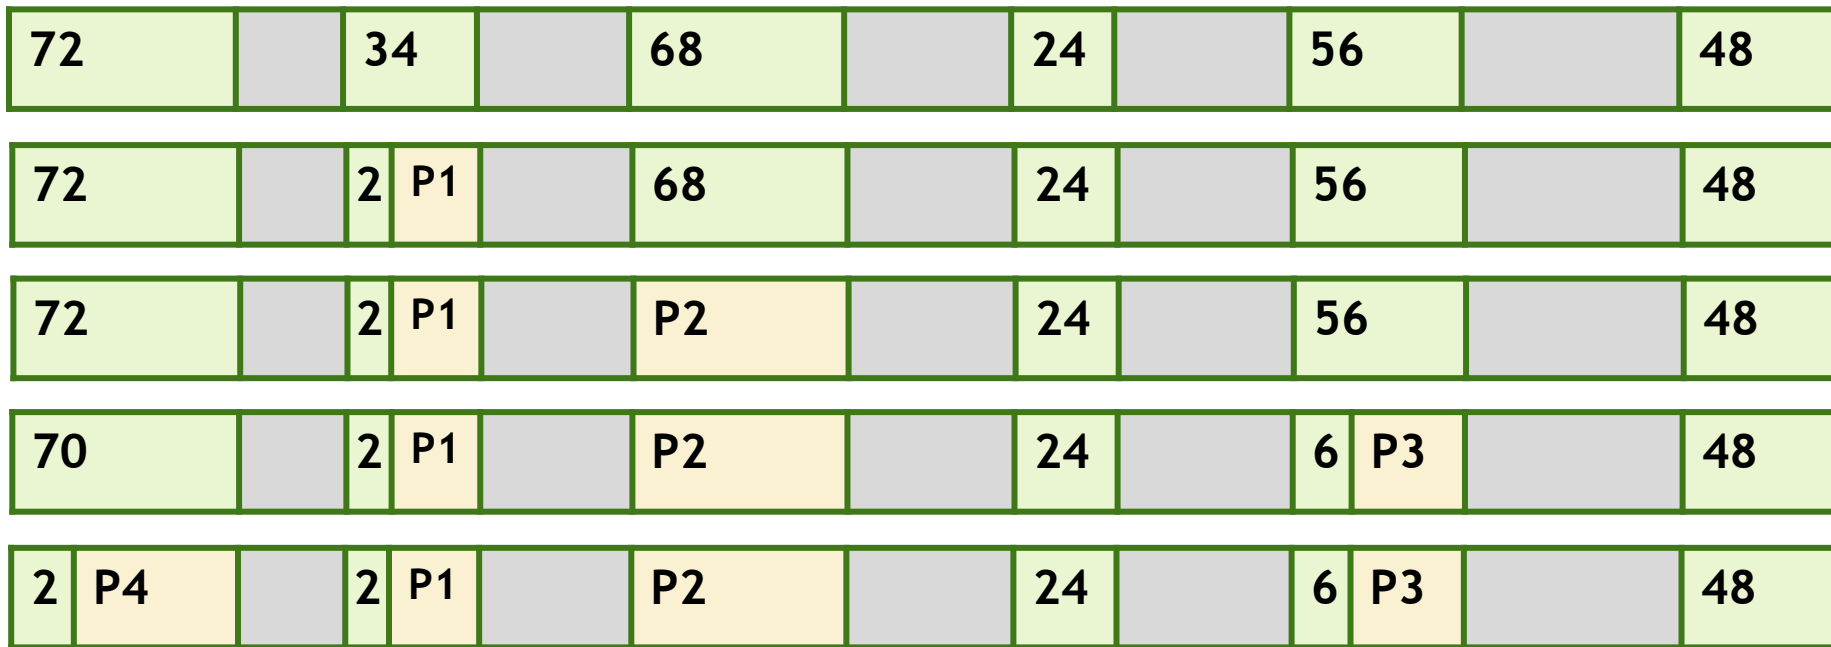 72 34 68 24 56 48
72 2 P1 68 24 56 48
72 2 P1 P2 24 56 48
70 2 P1 P2 24 6 P3 48
2 P4 2 P1 P2 24 6 P3 48